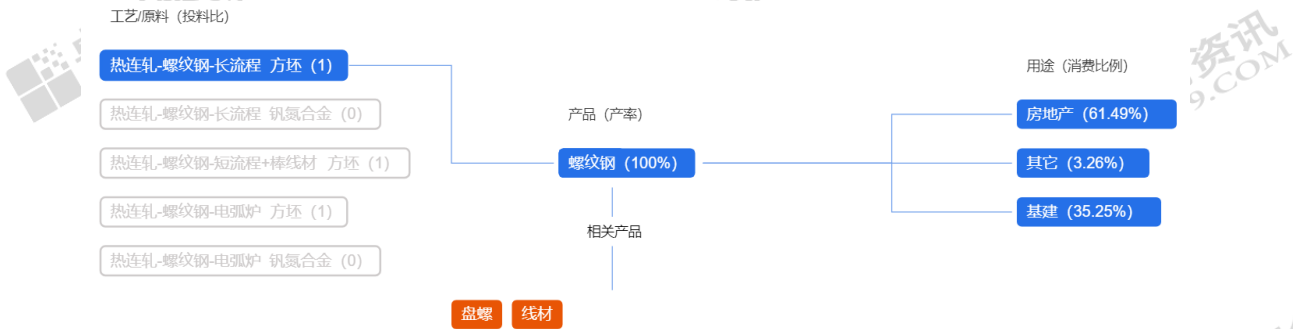 工艺/原料（投料比）
热连轧-螺纹钢-长流程 方坯（1）
热连轧-螺纹钢-长流程 钒氮合金（0）
热连轧-螺纹钢-短流程+棒线材 方坯（1）
热连轧-螺纹钢-电弧炉 方坯（1）
热连轧-螺纹钢-电弧炉 钒氮合金（0）
产品（产率）
螺纹钢（100%）
相关产品
盘螺 线材
用途（消费比例）
房地产（61.49%）
其它（3.26%）
基建（35.25%）
资讯
9.COM